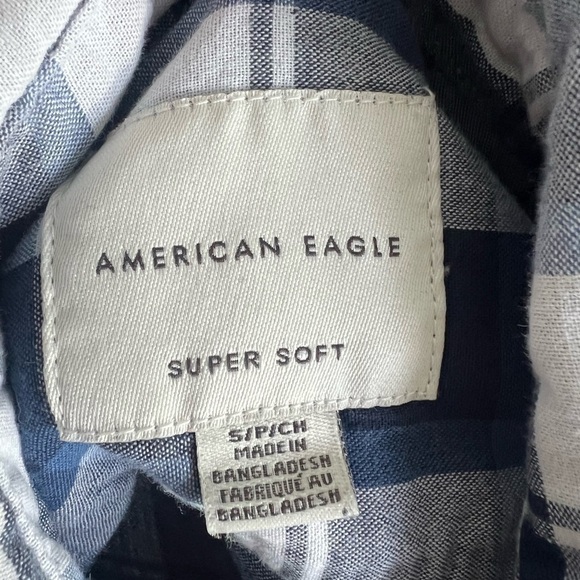 AMERICAN EAGLE
SUPER SOFT
S/P/CH
MADE IN
BANGLADESH
FABRIQUÉ AU
BANGLADESH